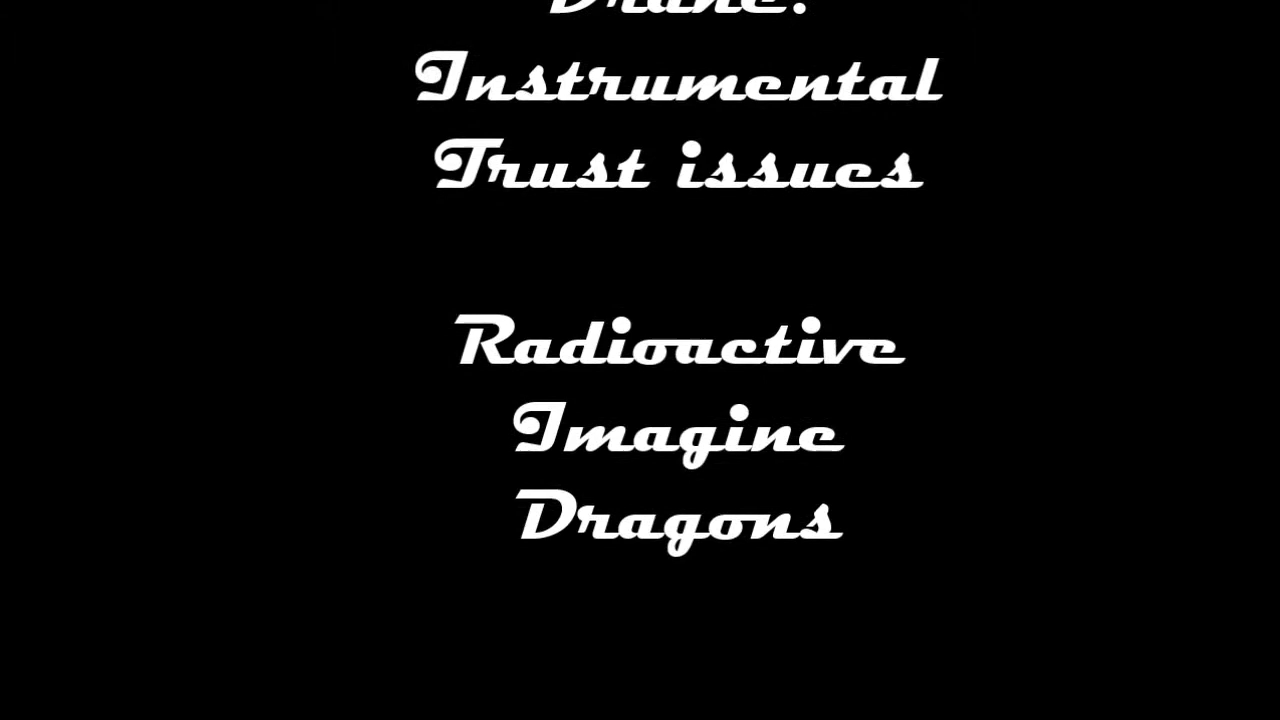 Instrumental
Trust issues
Radioactive
Imagine
Dragons